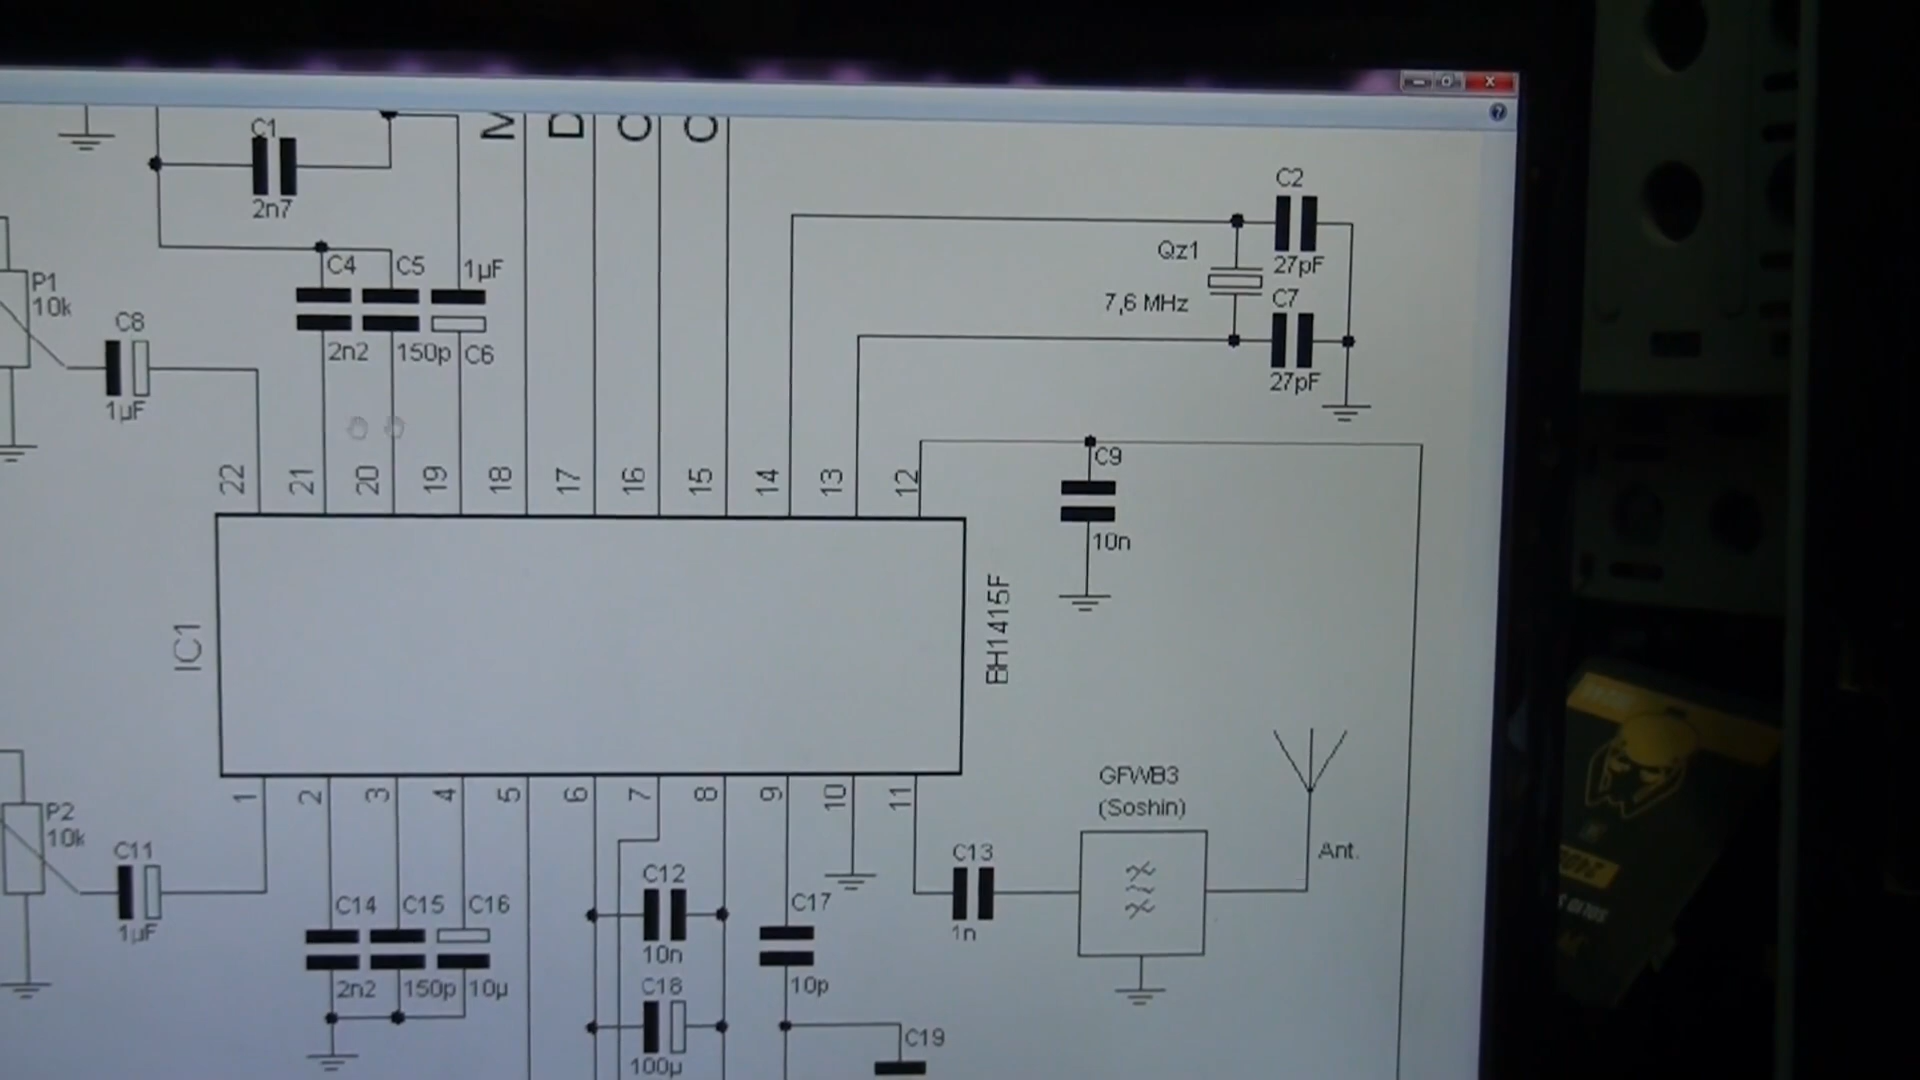 C1
2n7
M
D
C
C
C2
27pF
Qz1
7,6 MHz
C7
27pF
P1
10k
C8
1µF
C4
2n2
C5
150p
1µF
C6
C9
10n
22
21
20
19
18
17
16
15
14
13
12
IC1
BH1415F
1
2
3
4
5
6
7
8
9
10
11
P2
10k
C11
1µF
C14
2n2
C15
150p
C16
10µ
C12
10n
C18
100µ
C17
10p
C19
C13
1n
GFWB3
(Soshin)
Ant.